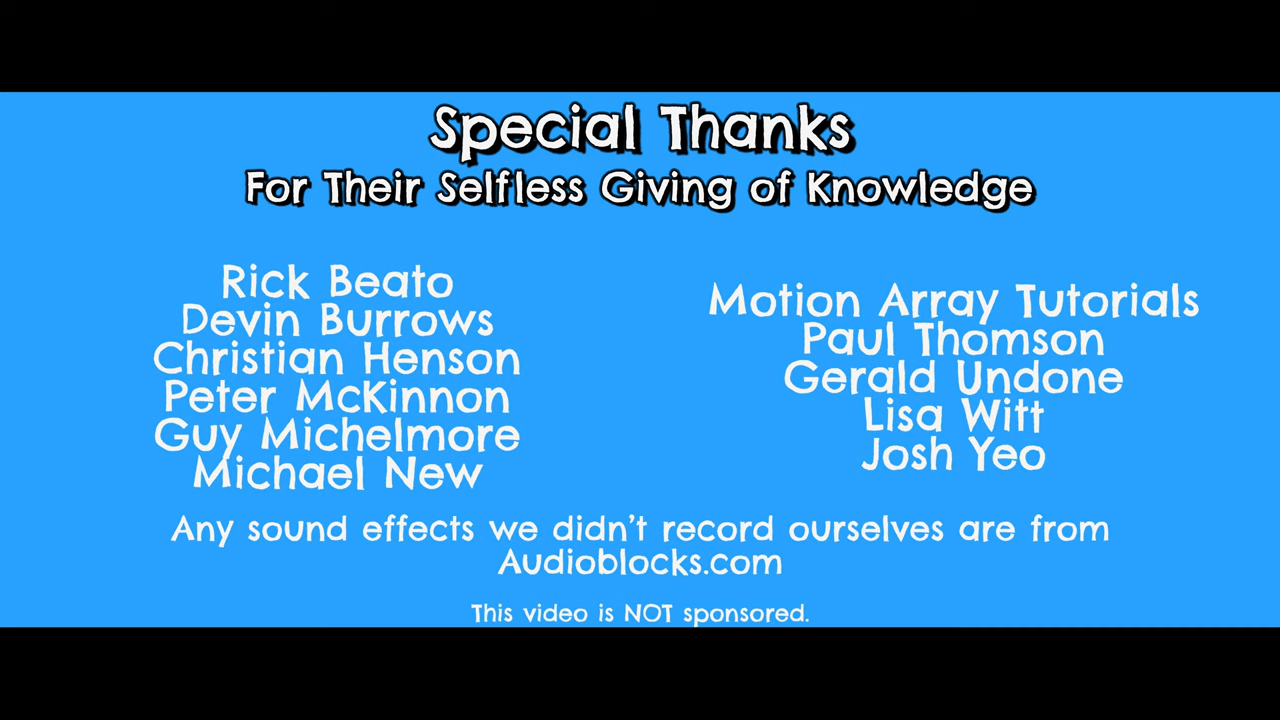 Special Thanks
For Their Selfless Giving of Knowledge
Rick Beato
Devin Burrows
Christian Henson
Peter McKinnon
Guy Michelmore
Michael New
Motion Array Tutorials
Paul Thomson
Gerald Undone
Lisa Witt
Josh Yeo
Any sound effects we didn't record ourselves are from
Audioblocks.com
This video is NOT sponsored.